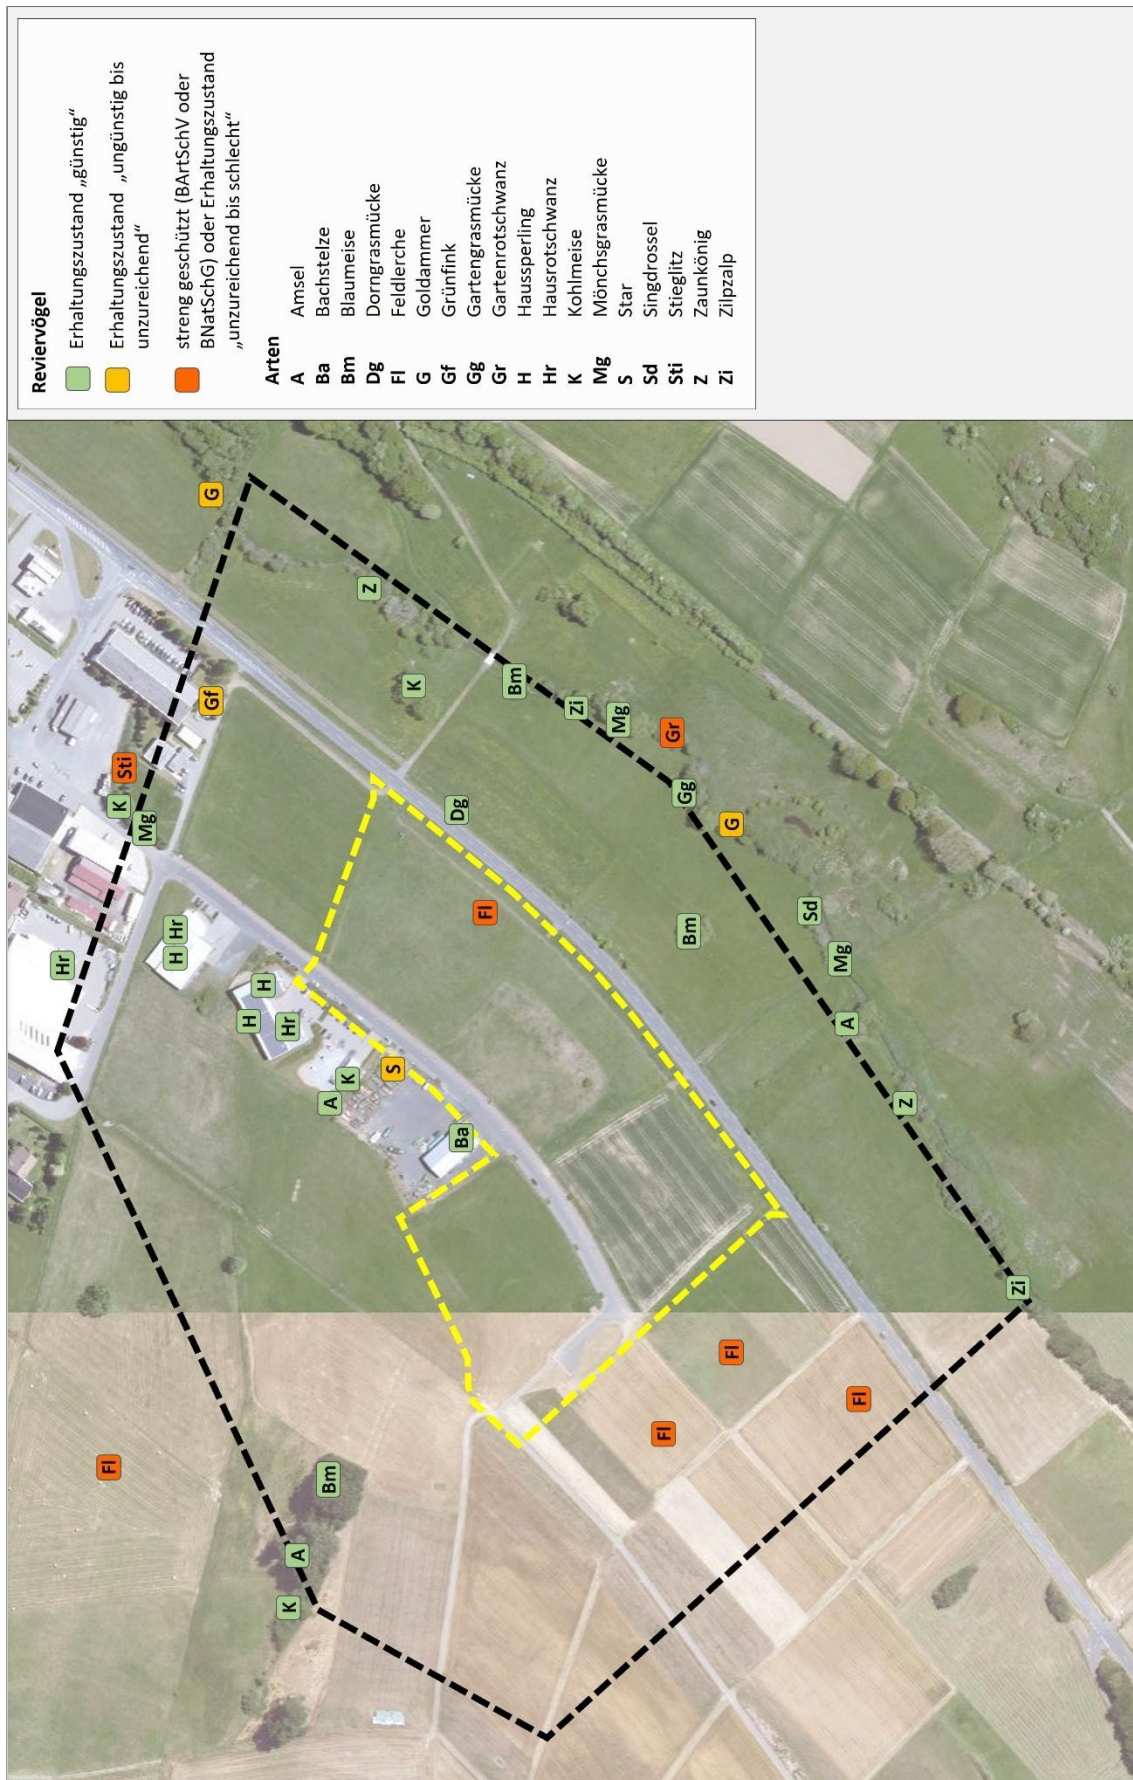 Reviervögel
Erhaltungszustand „günstig“
Erhaltungszustand „ungünstig bis
unzureichend“
streng geschützt (BArtSchV oder
BNatSchG) oder Erhaltungszustand
„unzureichend bis schlecht“
Arten
A Amsel
Ba Bachstelze
Bm Blaumeise
Dg Dorngrasmücke
Fl Feldlerche
G Goldammer
Gf Grünfink
Gg Gartengrasmücke
Gr Gartenrotschwanz
H Haussperling
Hr Hausrotschwanz
K Kohlmeise
Mg Mönchsgrasmücke
S Star
Sd Singdrossel
Sti Stieglitz
Z Zaunkönig
Zi Zilpzalp
G
Z
K
Gf
Bm
Zi
Mg
Gr
Sti
K
Mg
Gg
Dg
G
Fl
Bm
Sd
Mg
Hr
H
Hr
H
H
Hr
A
S
K
A
Z
Ba
Zi
Fl
Fl
Fl
Fl
Bm
A
K